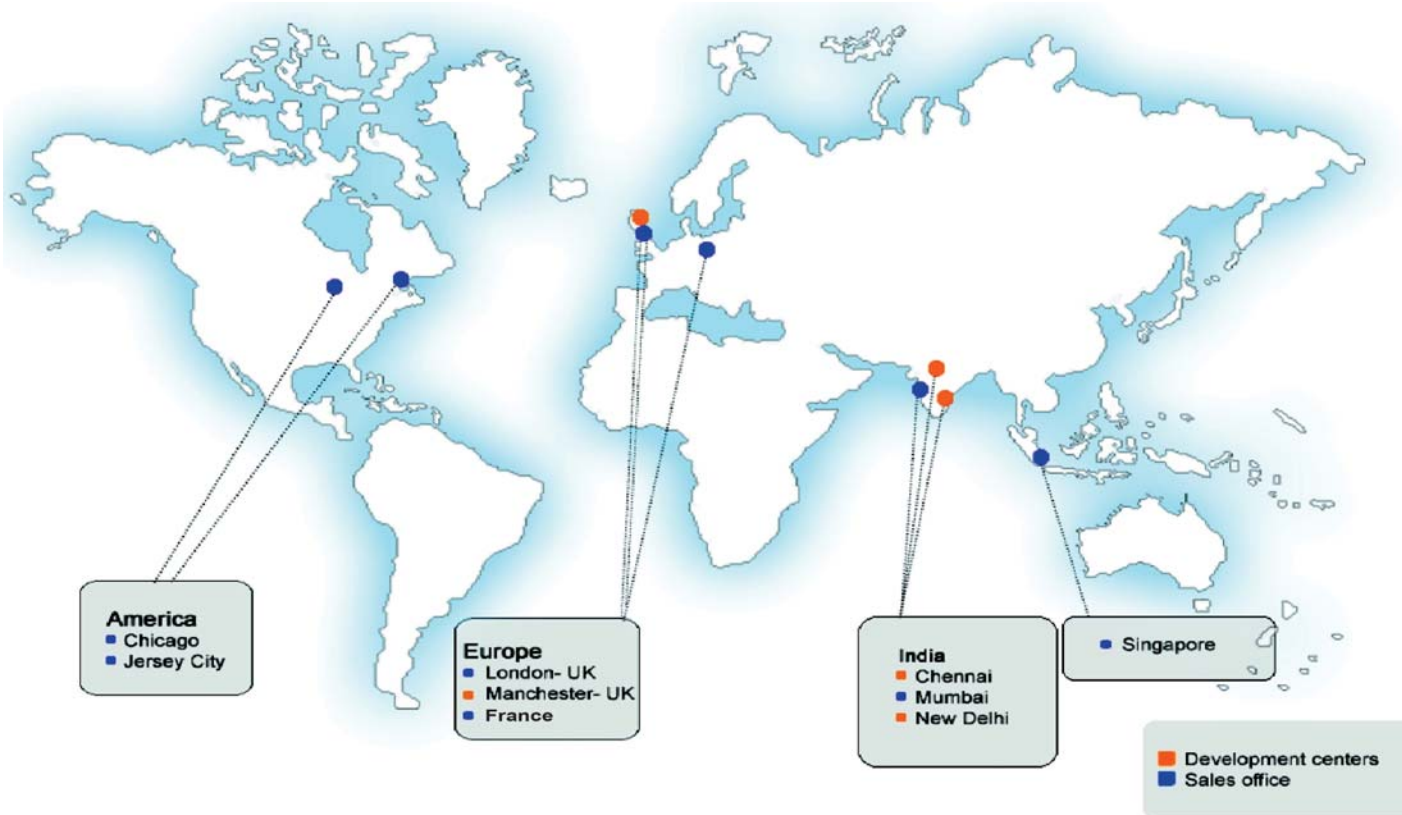 America
Chicago
Jersey City
Europe
London- UK
Manchester- UK
France
India
Chennai
Mumbai
New Delhi
Singapore
Development centers
Sales office